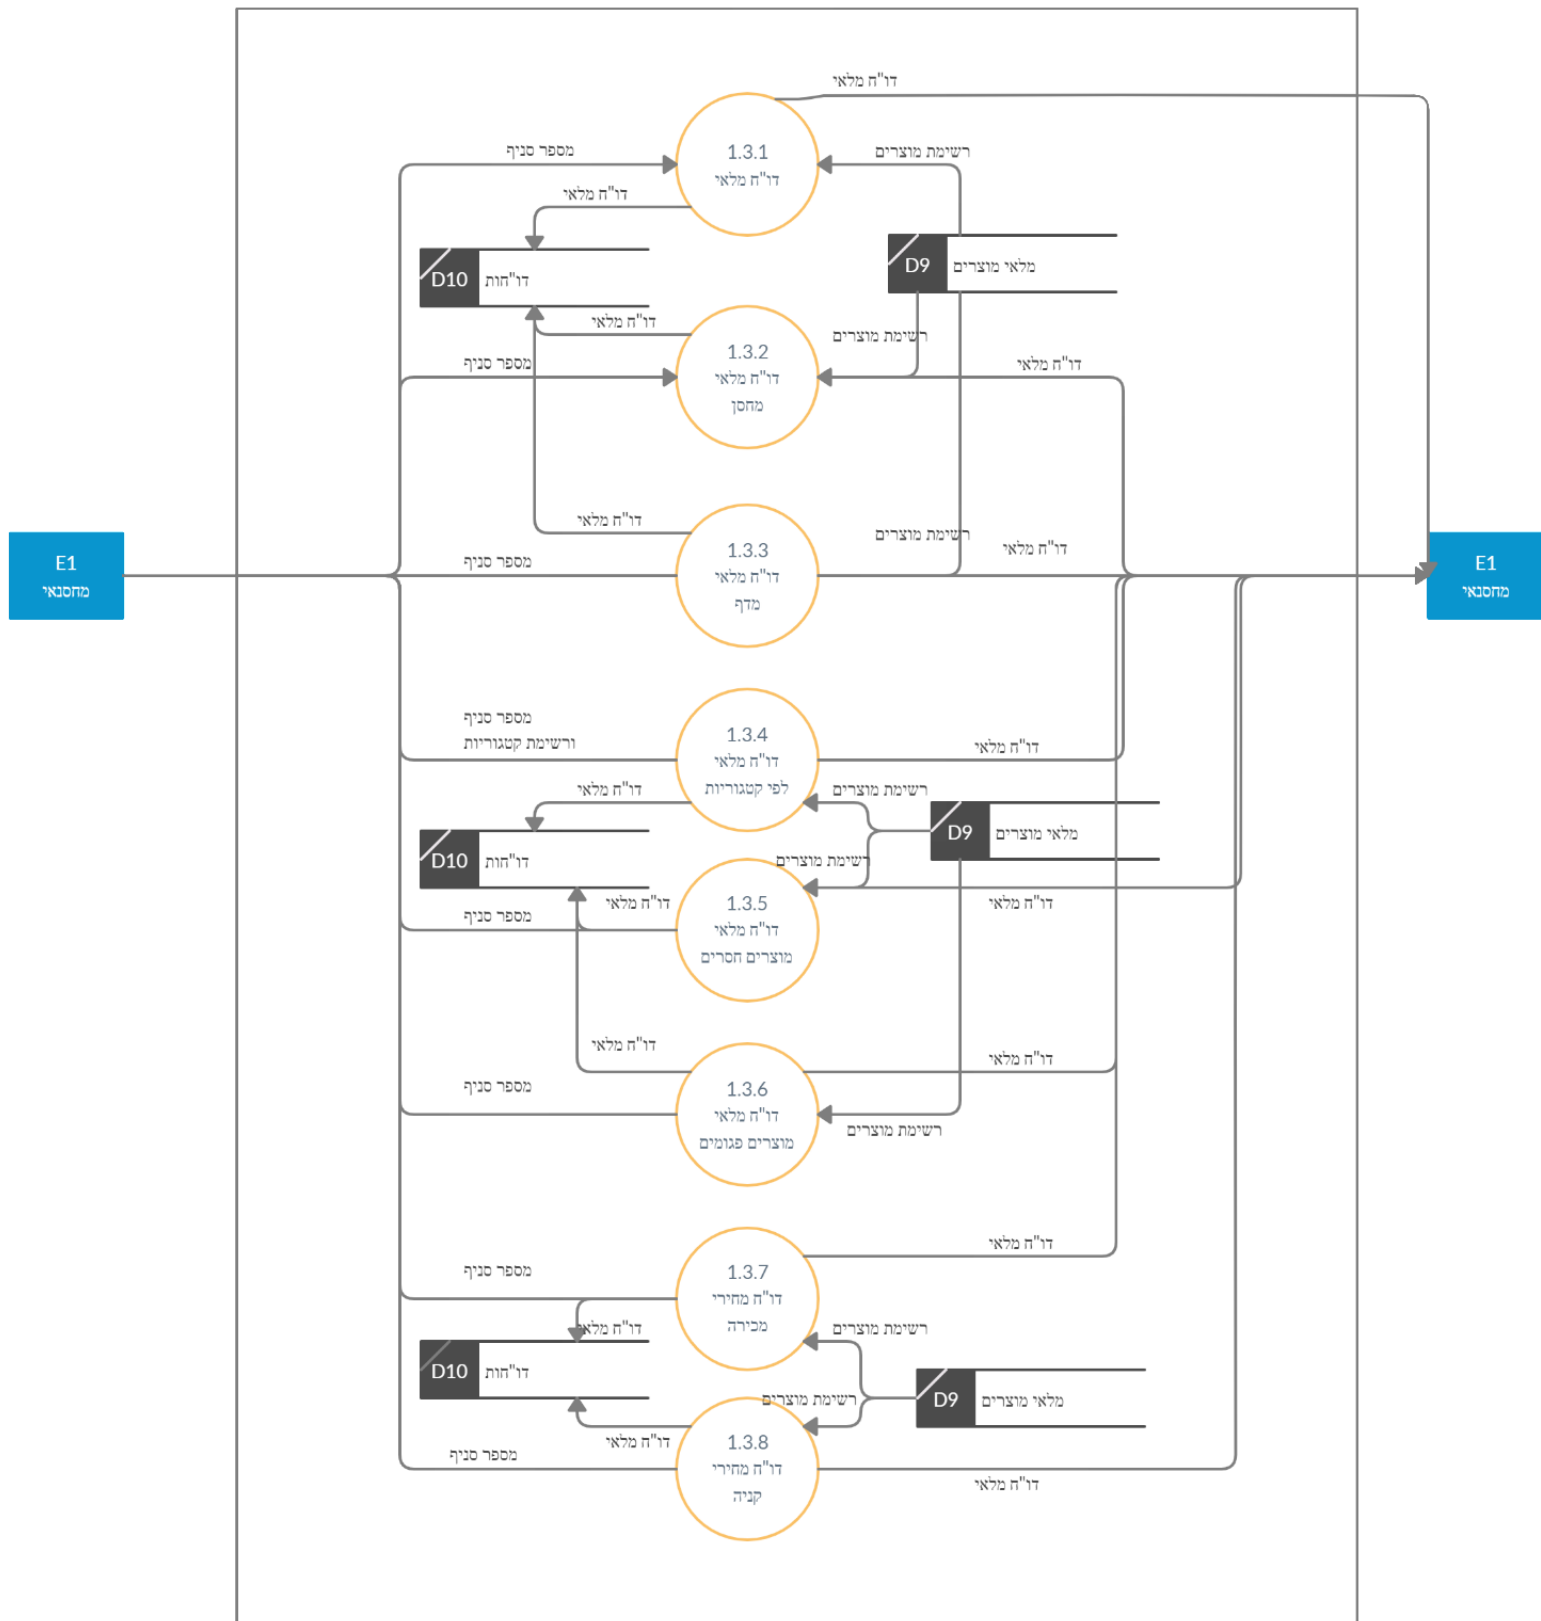 דו"ח מלאי
1.3.1
דו"ח מלאי
מספר סניף
רשימת מוצרים
דו"ח מלאי
D10
דו"חות
D9
מלאי מוצרים
דו"ח מלאי
רשימת מוצרים
1.3.2
דו"ח מלאי
מחסן
מספר סניף
דו"ח מלאי
דו"ח מלאי
רשימת מוצרים
1.3.3
דו"ח מלאי
מדף
דו"ח מלאי
מספר סניף
E1
מחסנאי
E1
מחסנאי
מספר סניף
ורשימת קטגוריות
1.3.4
דו"ח מלאי
לפי קטגוריות
דו"ח מלאי
דו"ח מלאי
רשימת מוצרים
D10
דו"חות
D9
מלאי מוצרים
רשימת מוצרים
דו"ח מלאי
1.3.5
דו"ח מלאי
מוצרים חסרים
דו"ח מלאי
מספר סניף
דו"ח מלאי
דו"ח מלאי
1.3.6
דו"ח מלאי
מוצרים פגומים
מספר סניף
רשימת מוצרים
דו"ח מלאי
1.3.7
דו"ח מחירי
מכירה
מספר סניף
דו"ח מלאי
רשימת מוצרים
D10
דו"חות
D9
מלאי מוצרים
רשימת מוצרים
דו"ח מלאי
1.3.8
דו"ח מחירי
קניה
מספר סניף
דו"ח מלאי